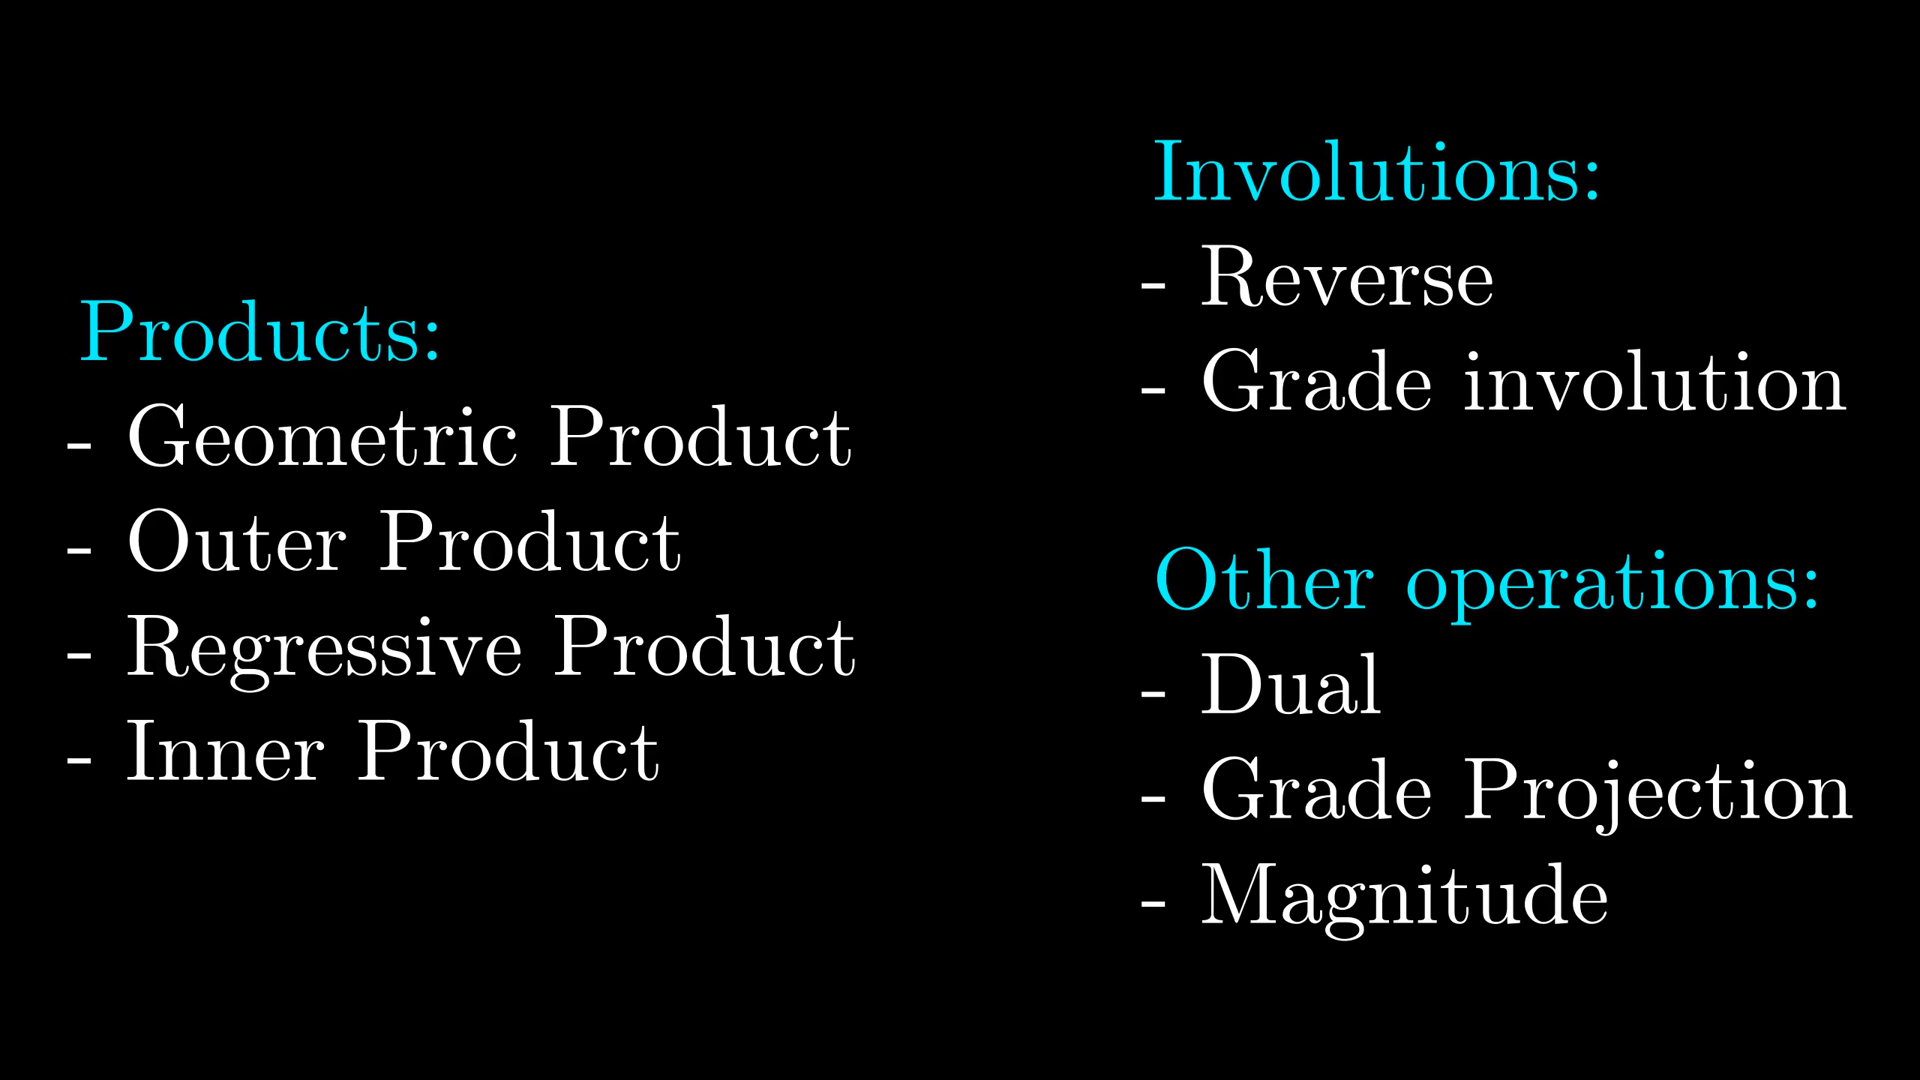 Products:
- Geometric Product
- Outer Product
- Regressive Product
- Inner Product
Involutions:
- Reverse
- Grade involution
Other operations:
- Dual
- Grade Projection
- Magnitude